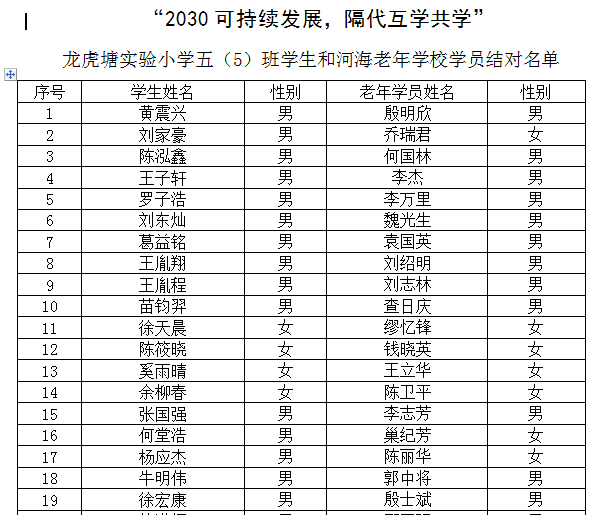 “2030可持续发展，隔代互学共学”
龙虎塘实验小学五（5）班学生和河海老年学校学员结对名单
序号 学生姓名 性别 老年学员姓名 性别
1 黄震兴 男 殷明欣 男
2 刘家豪 男 乔瑞君 女
3 陈泓鑫 男 何国林 男
4 王子轩 男 李杰 男
5 罗子浩 男 李万里 男
6 刘东灿 男 魏光生 男
7 葛益铭 男 袁国英 男
8 王胤翔 男 刘绍明 男
9 王胤程 男 刘志林 男
10 苗钧羿 男 查日庆 男
11 徐天晨 女 缪忆锋 女
12 陈筱晓 女 钱晓英 女
13 奚雨晴 女 王立华 女
14 余柳春 女 陈卫平 女
15 张国强 男 李志芳 男
16 何堂浩 男 巢纪芳 女
17 杨应杰 男 陈丽华 女
18 牛明伟 男 郭中将 男
19 徐宏康 男 殷士斌 男